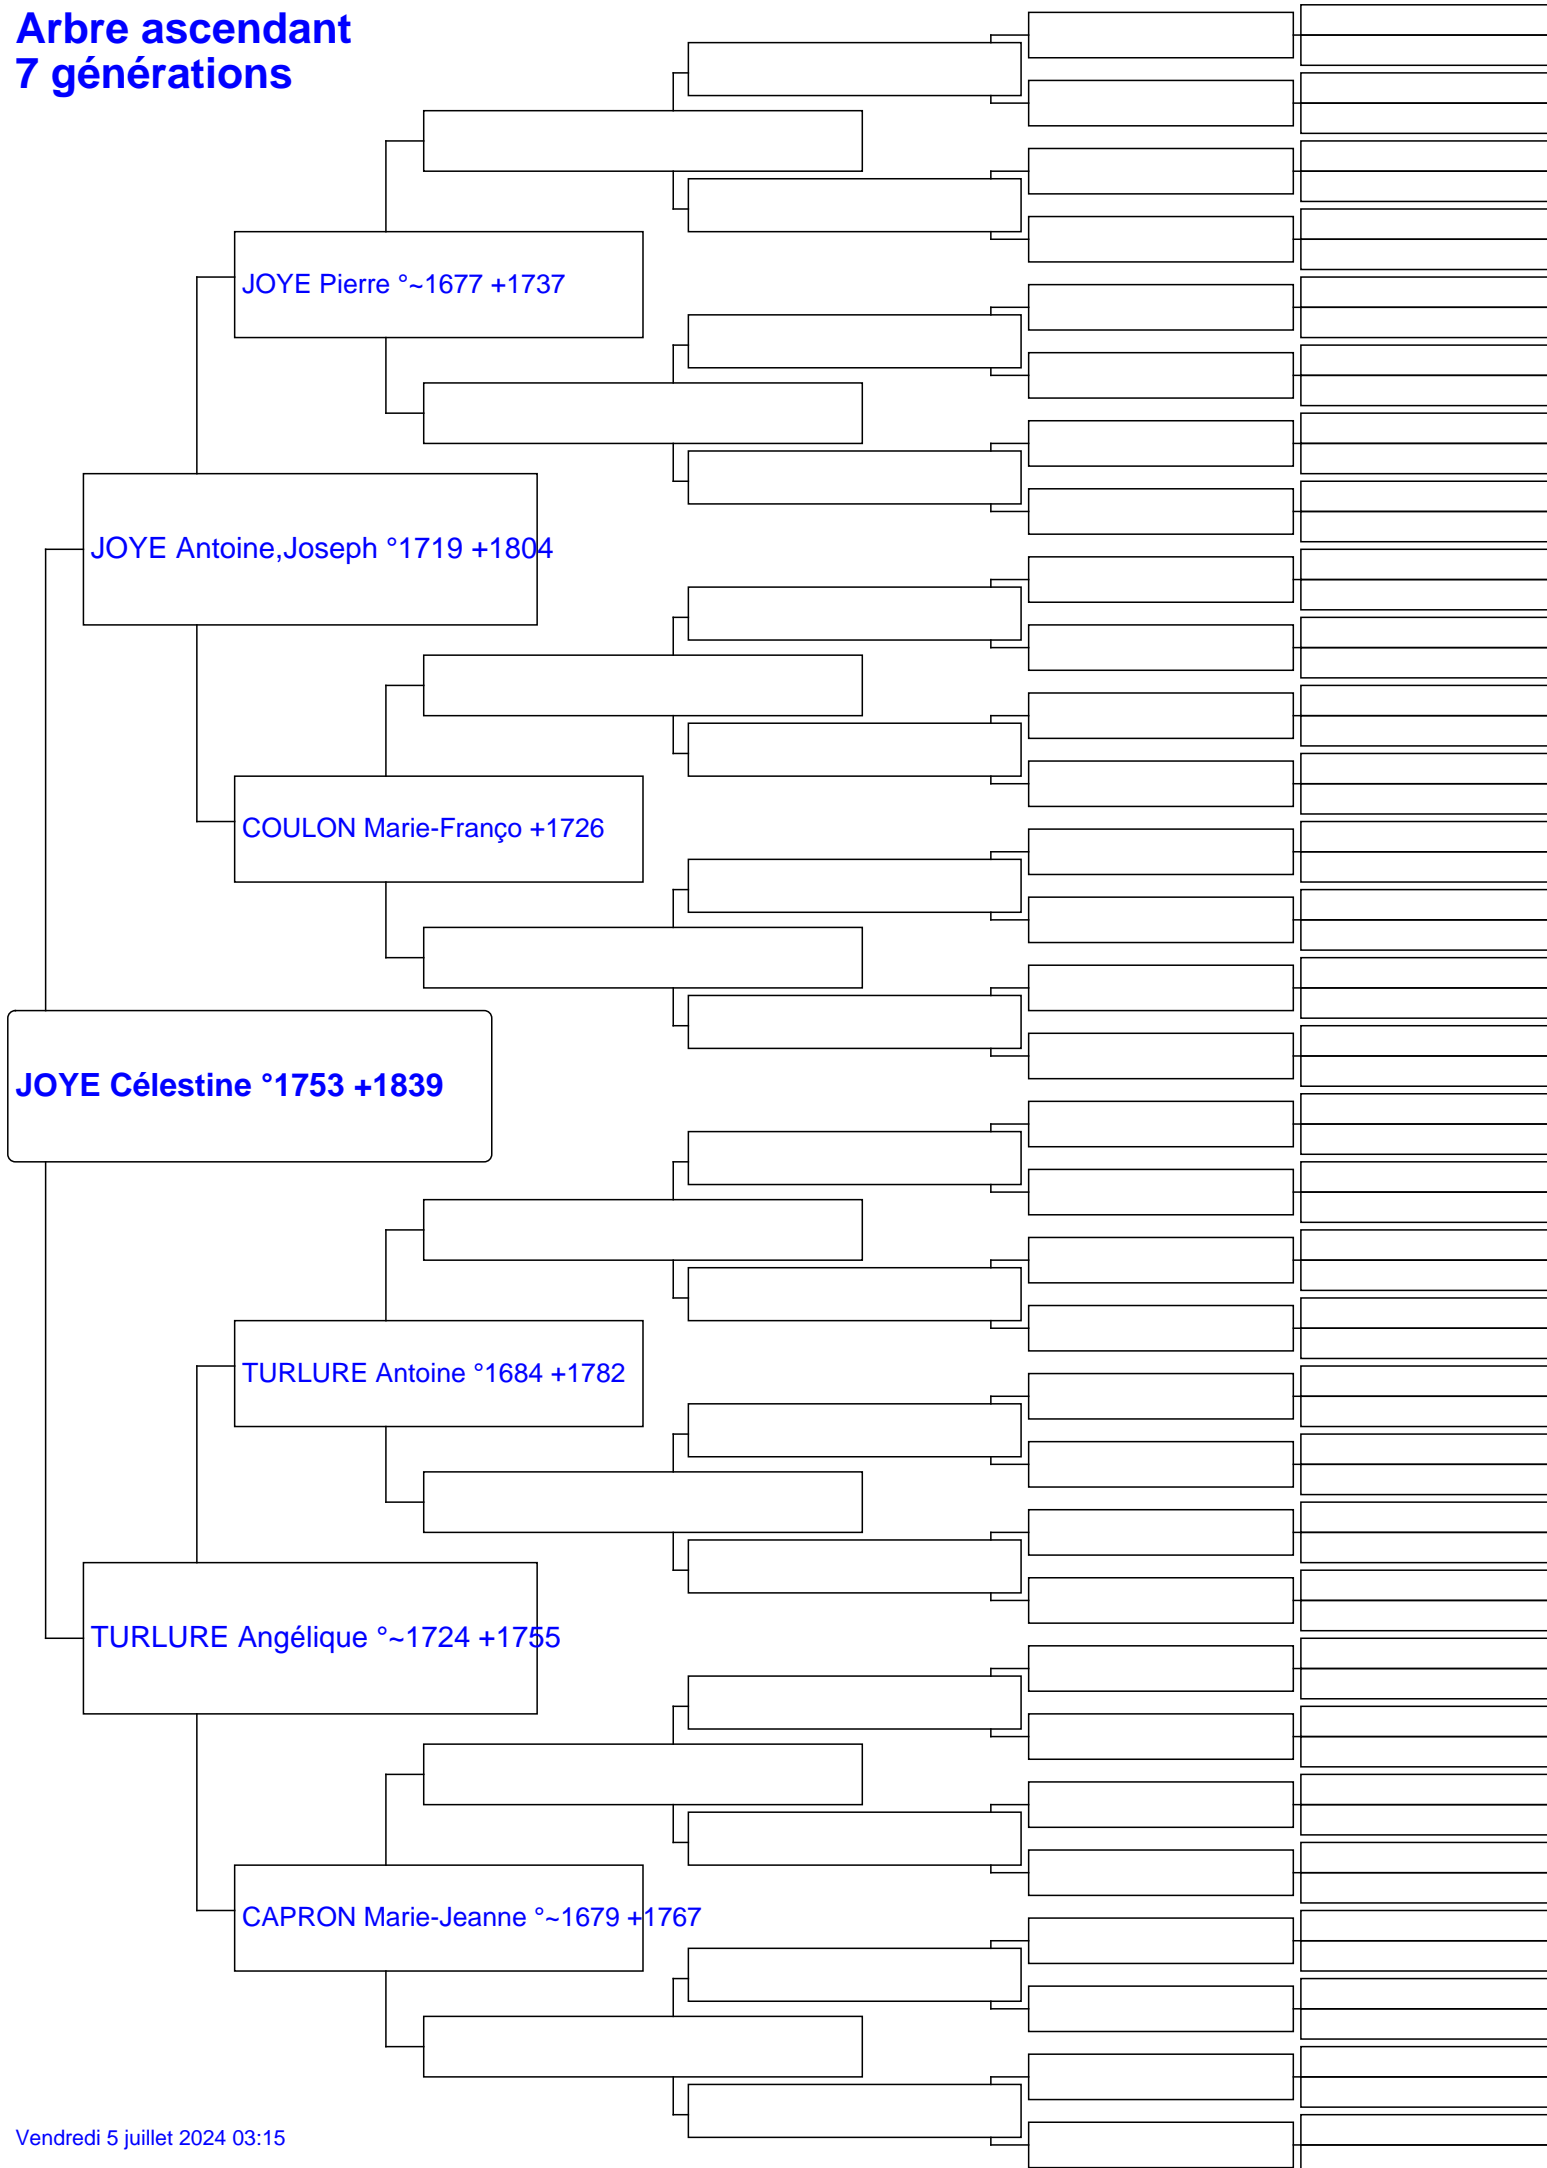 Arbre ascendant
7 générations
JOYE Pierre °~1677 +1737
JOYE Antoine,Joseph °1719 +1804
COULON Marie-Franço +1726
JOYE Célestine °1753 +1839
TURLURE Antoine °1684 +1782
TURLURE Angélique °~1724 +1755
CAPRON Marie-Jeanne °~1679 +1767
Vendredi 5 juillet 2024 03:15